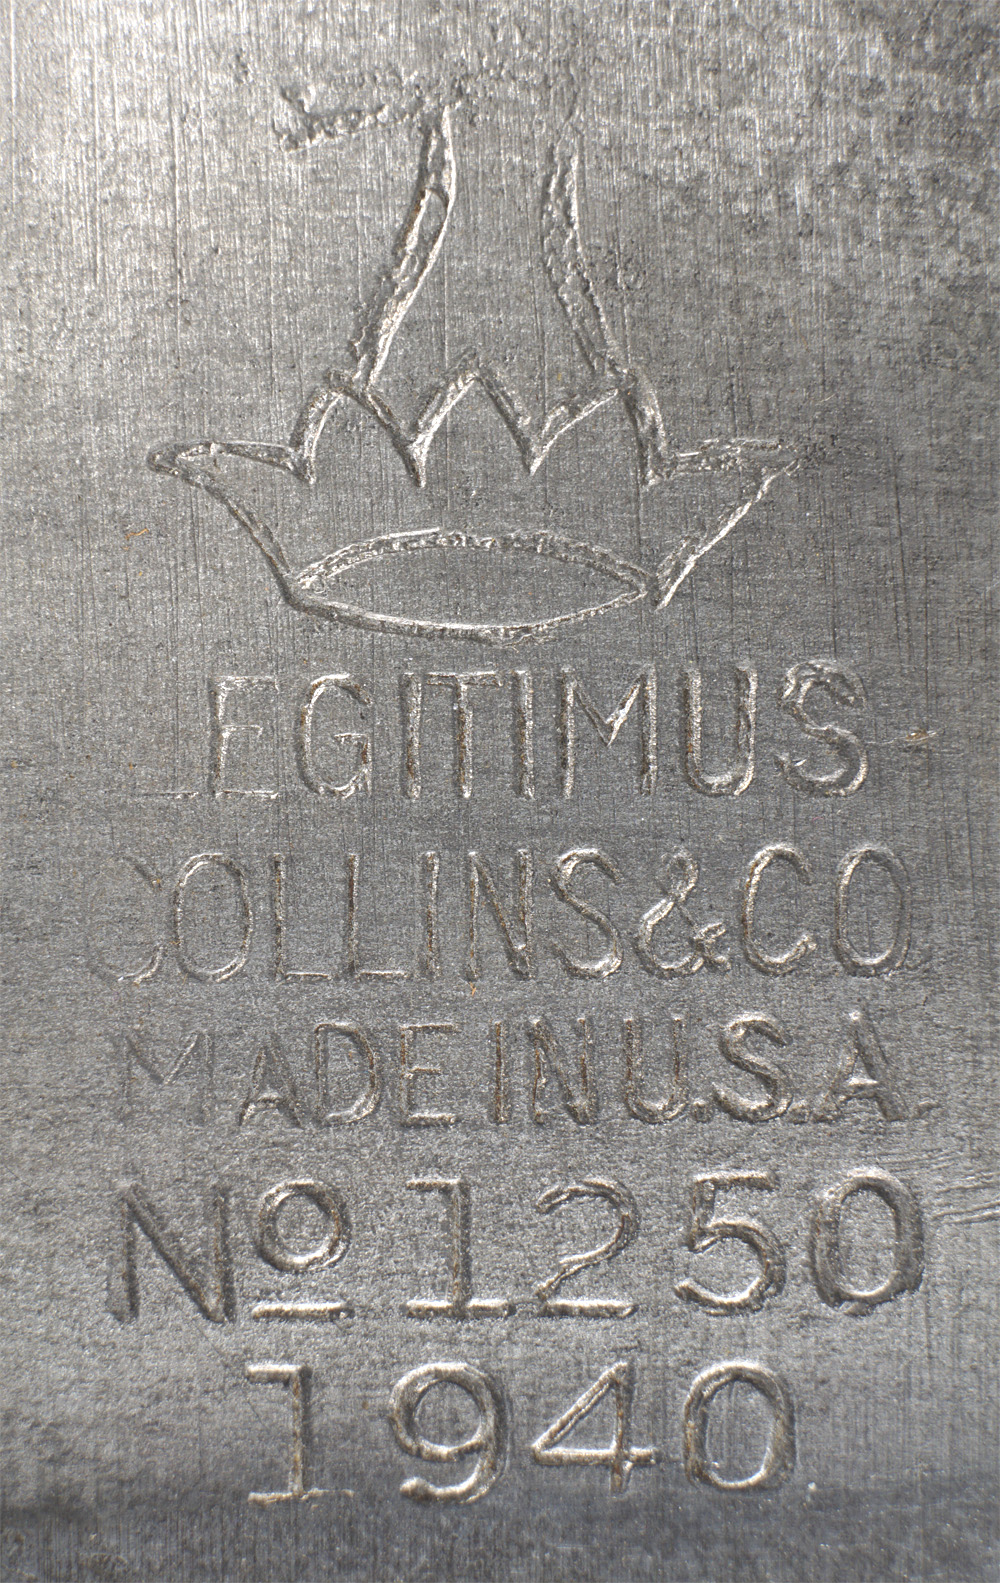 LEGITIMUS
COLLINS & CO
MADE IN U.S.A.
Nº 1250
1940